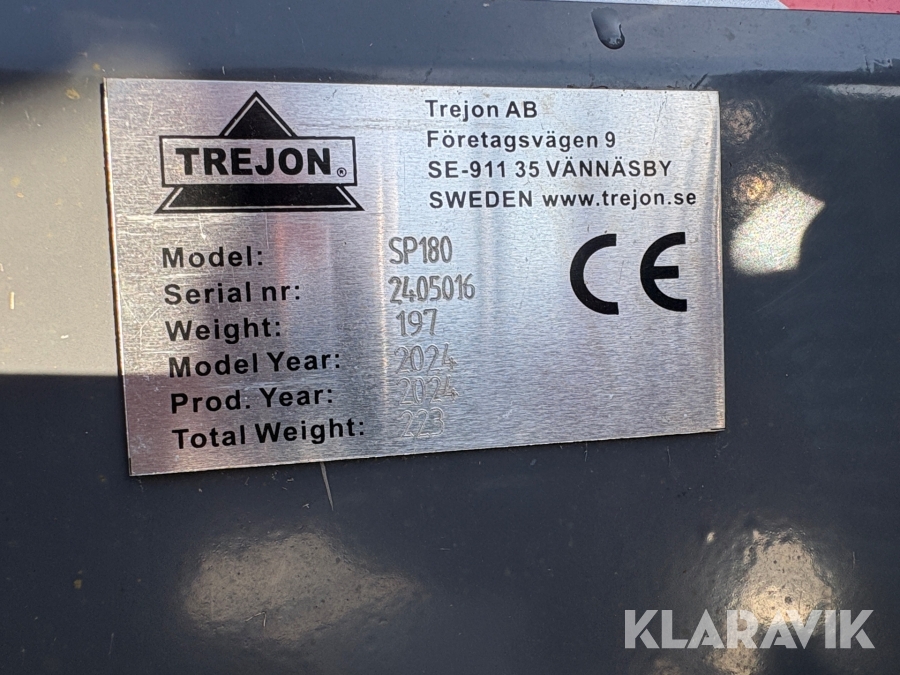 TREJON®
Trejon AB
Företagsvägen 9
SE-911 35 VÄNNÄSBY
SWEDEN www.trejon.se
Model: SP180
Serial nr: 2405016
Weight: 197
Model Year: 2024
Prod. Year: 2024
Total Weight: 223
CE
KLARAVIK